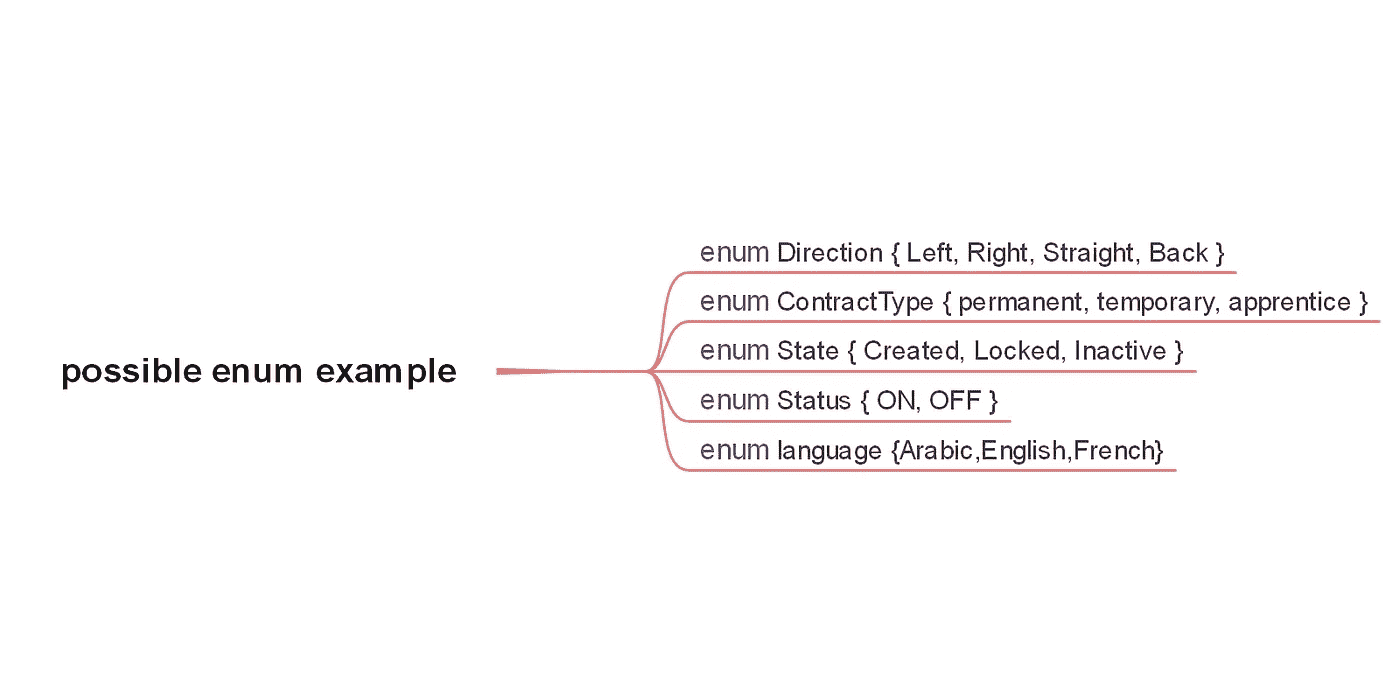 enum Direction { Left, Right, Straight, Back }
enum ContractType { permanent, temporary, apprentice }
enum State { Created, Locked, Inactive }
possible enum example
enum Status { ON, OFF }
enum language {Arabic,English,French}